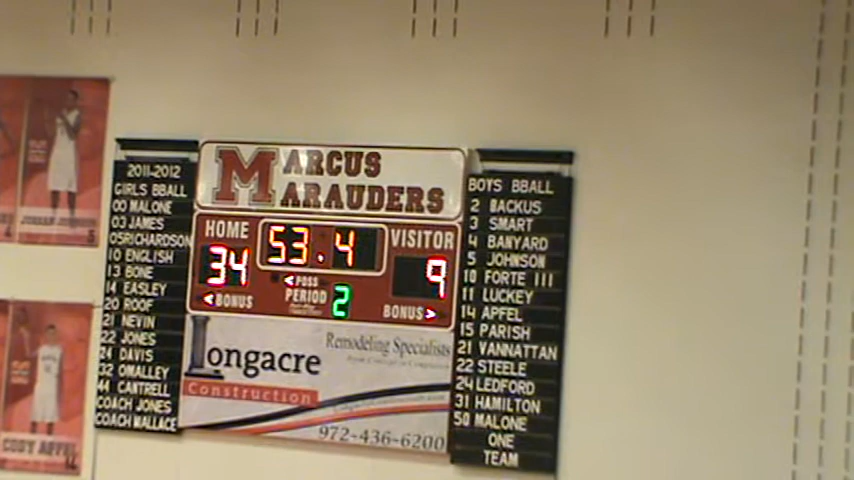 2011-2012
GIRLS BBALL
00 MALONE
03 JAMES
05RICHARDSON
10 ENGLISH
13 BONE
14 EASLEY
20 ROOF
21 NEVIN
22 JONES
24 DAVIS
32 OMALLEY
44 CANTRELL
COACH JONES
COACH WALLACE
MARCUS
MARAUDERS
HOME
53.4
VISITOR
34
9
POSS
BONUS
PERIOD
2
BONUS
Longacre
Construction
Remodeling Specialists
972-436-6200
BOYS BBALL
2 BACKUS
3 SMART
4 BANYARD
5 JOHNSON
10 FORTE III
11 LUCKEY
14 APFEL
15 PARISH
21 VANNATTAN
22 STEELE
24 LEDFORD
31 HAMILTON
50 MALONE
ONE
TEAM
CODY APFEL